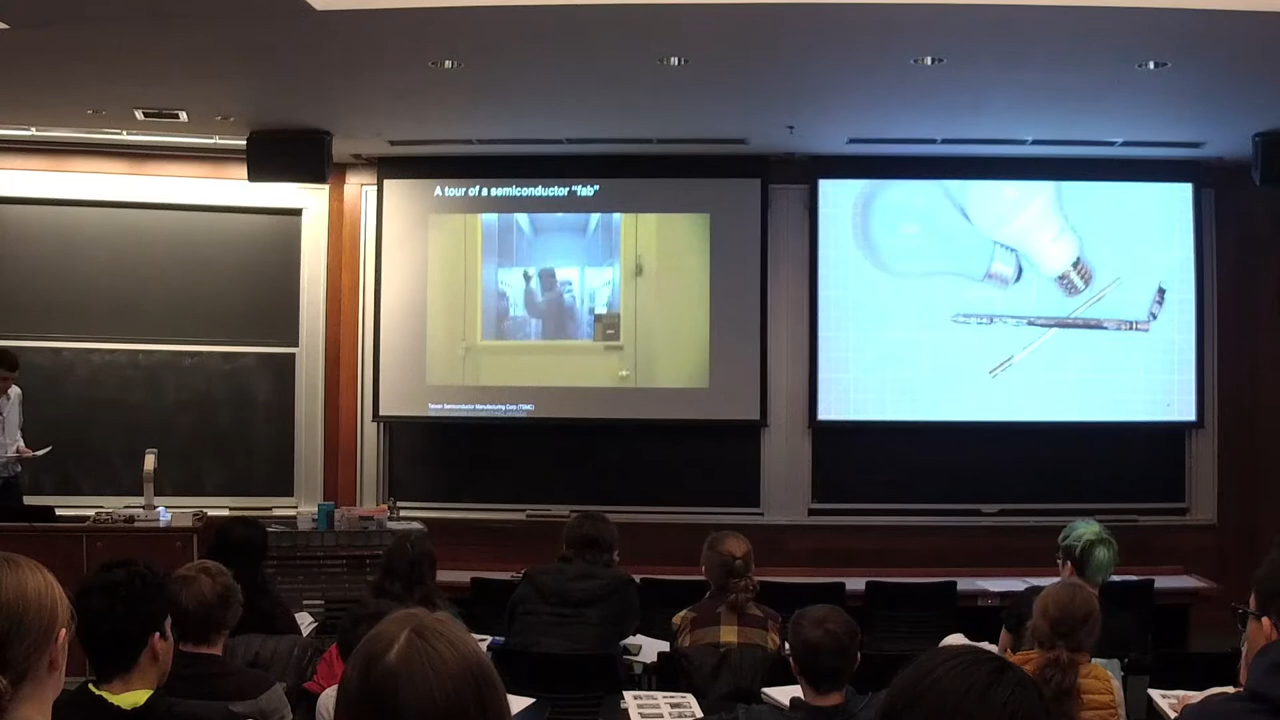 A tour of a semiconductor “fab”
Taiwan Semiconductor Manufacturing Corp (TSMC)